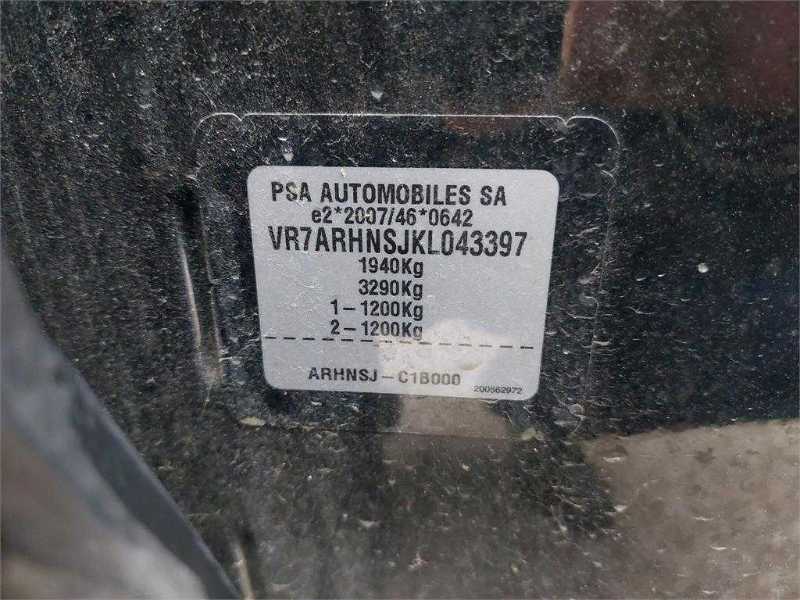 PSA AUTOMOBILES SA
e2*2007/46*0642
VR7ARHNSJKL043397
1940Kg
3290Kg
1-1200Kg
2-1200Kg
ARHNSJ-C1B000
200562972